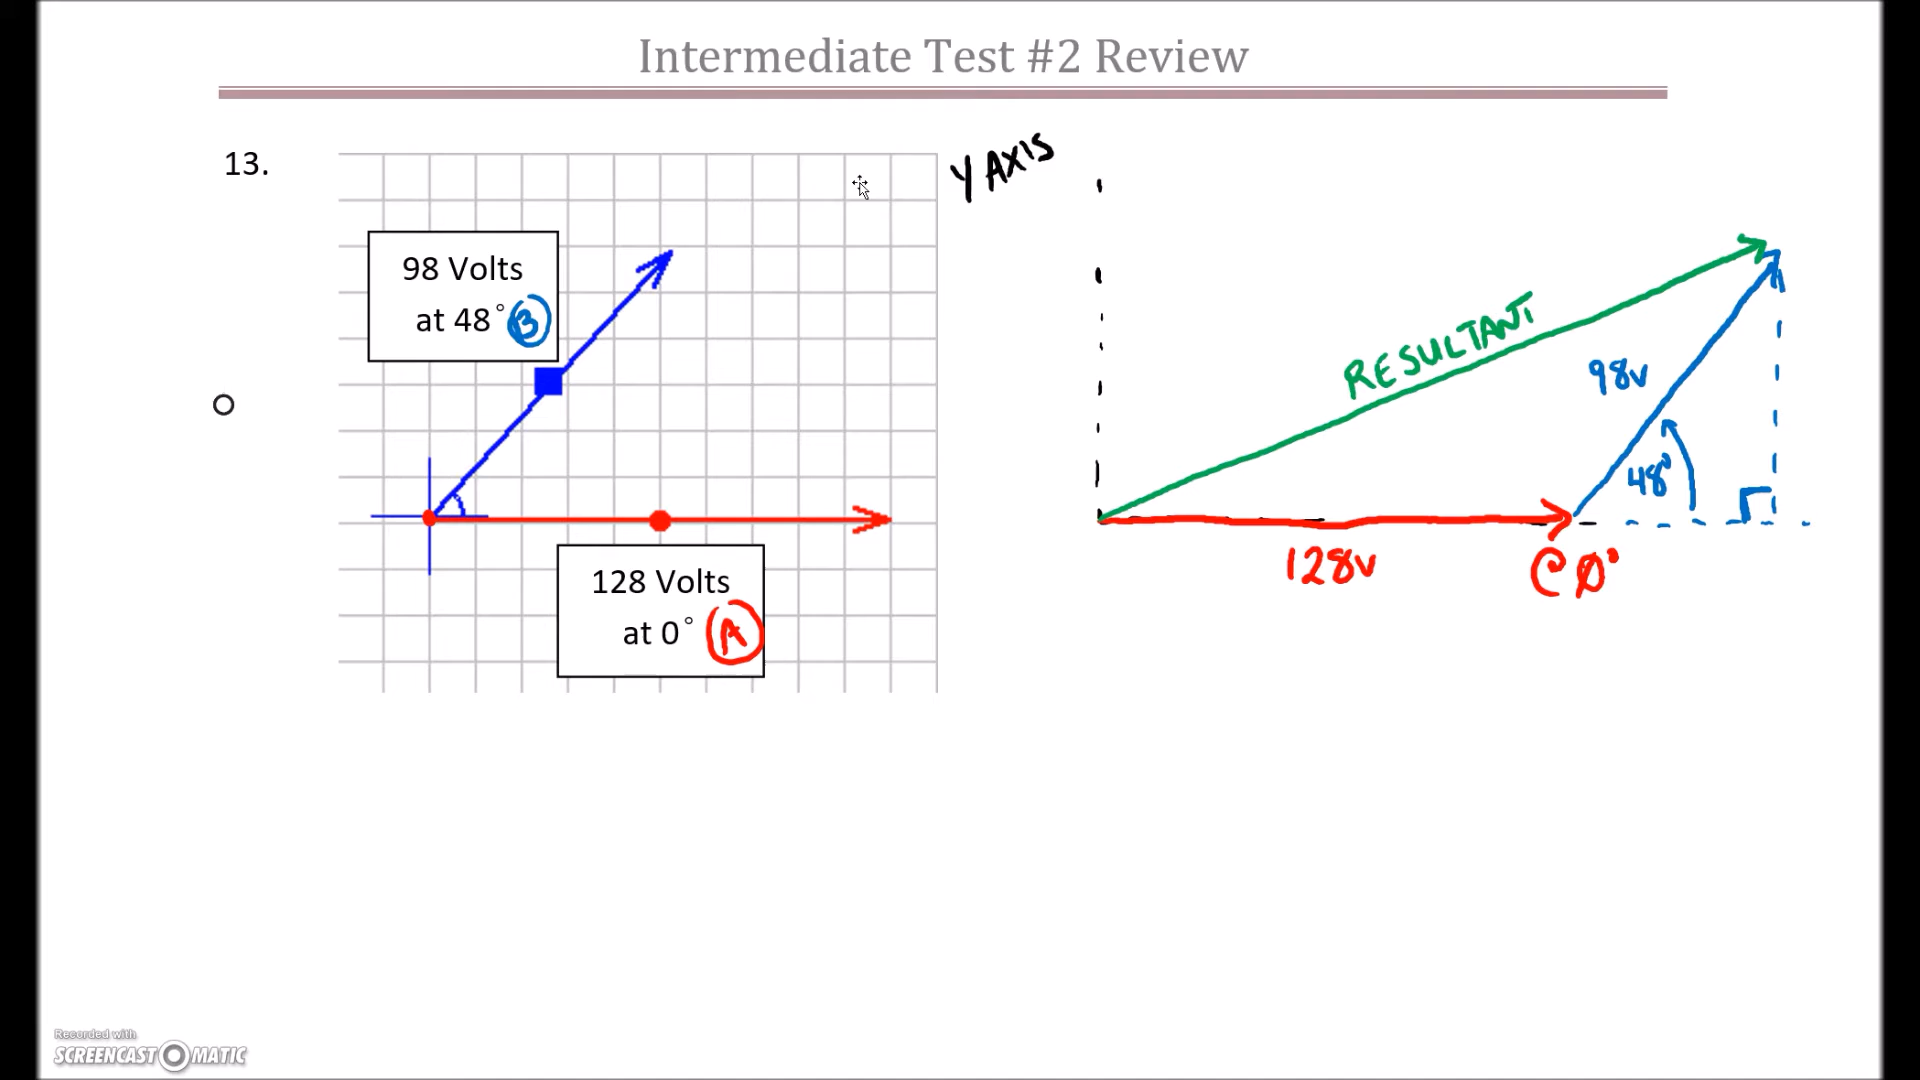 Intermediate Test #2 Review
13.
Y AXIS
98 Volts
at 48° B
RESULTANT
98v
48°
128v
@ 0°
128 Volts
at 0° A
Recorded with
SCREENCAST MATIC